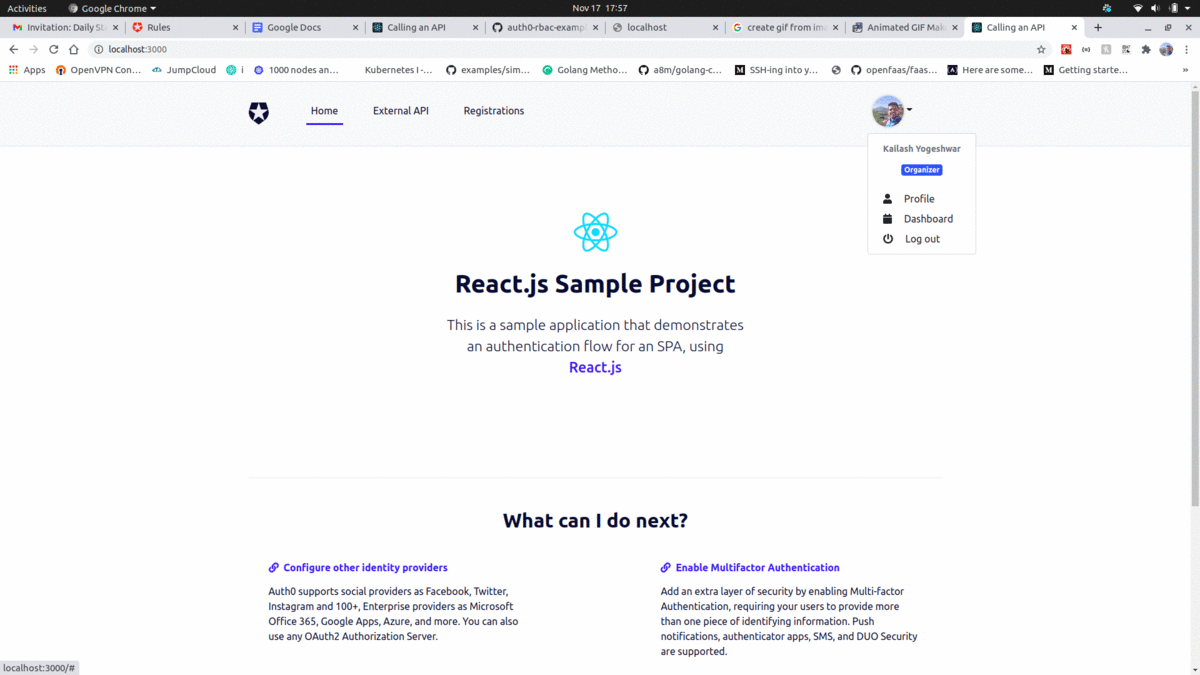 Activities Google Chrome Nov 17 17:57
Invitation: Daily St Rules Google Docs Calling an API auth0-rbac-exampl localhost create gif from ima Animated GIF Mak Calling an API
localhost:3000
Apps OpenVPN Con... JumpCloud i 1000 nodes an... Kubernetes I -... examples/sim... Golang Metho... a8m/golang-c... SSH-ing into y... openfaas/faas... Here are some... Getting starte... »
Home External API Registrations
Kailash Yogeshwar
Organizer
Profile
Dashboard
Log out
React.js Sample Project
This is a sample application that demonstrates
an authentication flow for an SPA, using
React.js
What can I do next?
Configure other identity providers
Auth0 supports social providers as Facebook, Twitter,
Instagram and 100+, Enterprise providers as Microsoft
Office 365, Google Apps, Azure, and more. You can also
use any OAuth2 Authorization Server.
Enable Multifactor Authentication
Add an extra layer of security by enabling Multi-factor
Authentication, requiring your users to provide more
than one piece of identifying information. Push
notifications, authenticator apps, SMS, and DUO Security
are supported.
localhost:3000/#